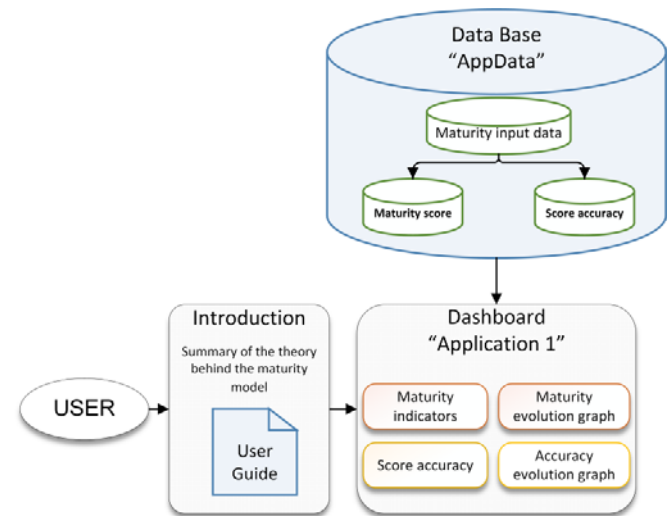 Data Base
“AppData”
Maturity input data
Maturity score
Score accuracy
USER
Introduction
Summary of the theory
behind the maturity
model
User
Guide
Dashboard
“Application 1”
Maturity
indicators
Maturity
evolution graph
Score accuracy
Accuracy
evolution graph